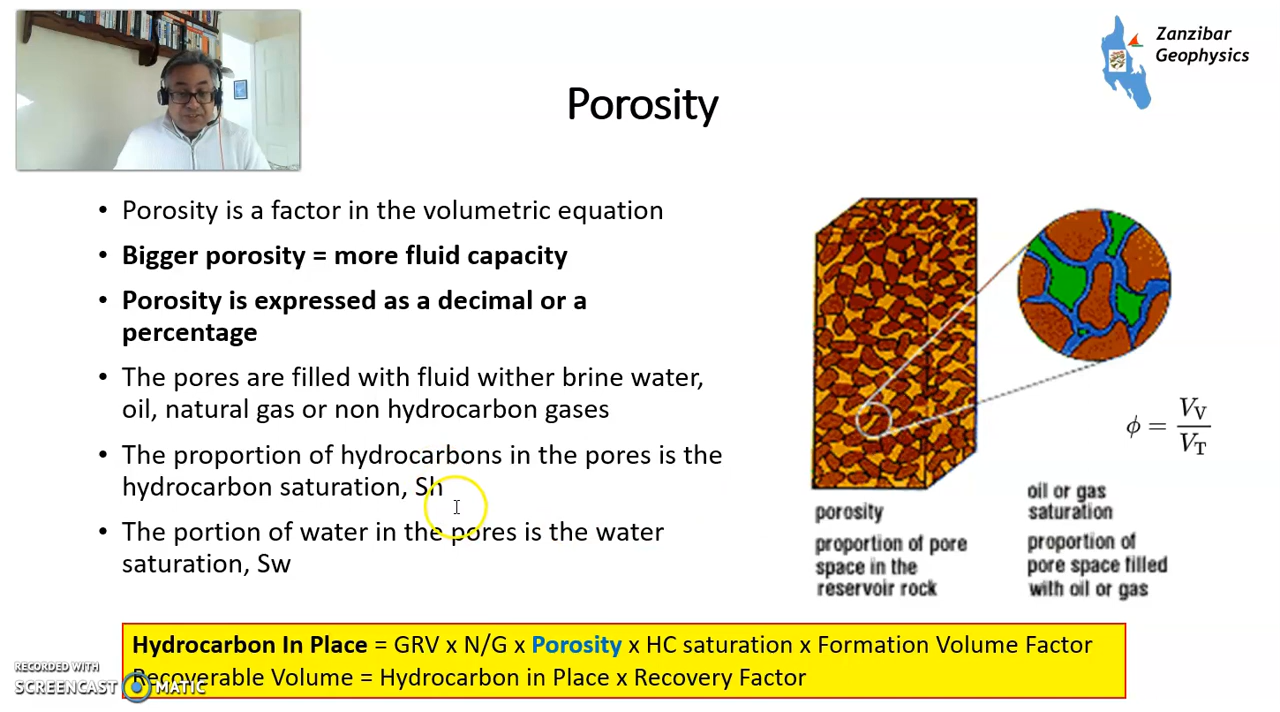 Zanzibar
Geophysics
Porosity
• Porosity is a factor in the volumetric equation
• Bigger porosity = more fluid capacity
• Porosity is expressed as a decimal or a
percentage
• The pores are filled with fluid wither brine water,
oil, natural gas or non hydrocarbon gases
• The proportion of hydrocarbons in the pores is the
hydrocarbon saturation, Sh
• The portion of water in the pores is the water
saturation, Sw
ϕ = V_V / V_T
porosity
proportion of pore
space in the
reservoir rock
oil or gas
saturation
proportion of
pore space filled
with oil or gas
Hydrocarbon In Place = GRV x N/G x Porosity x HC saturation x Formation Volume Factor
Recoverable Volume = Hydrocarbon in Place x Recovery Factor
RECORDED WITH
SCREENCAST MATIC